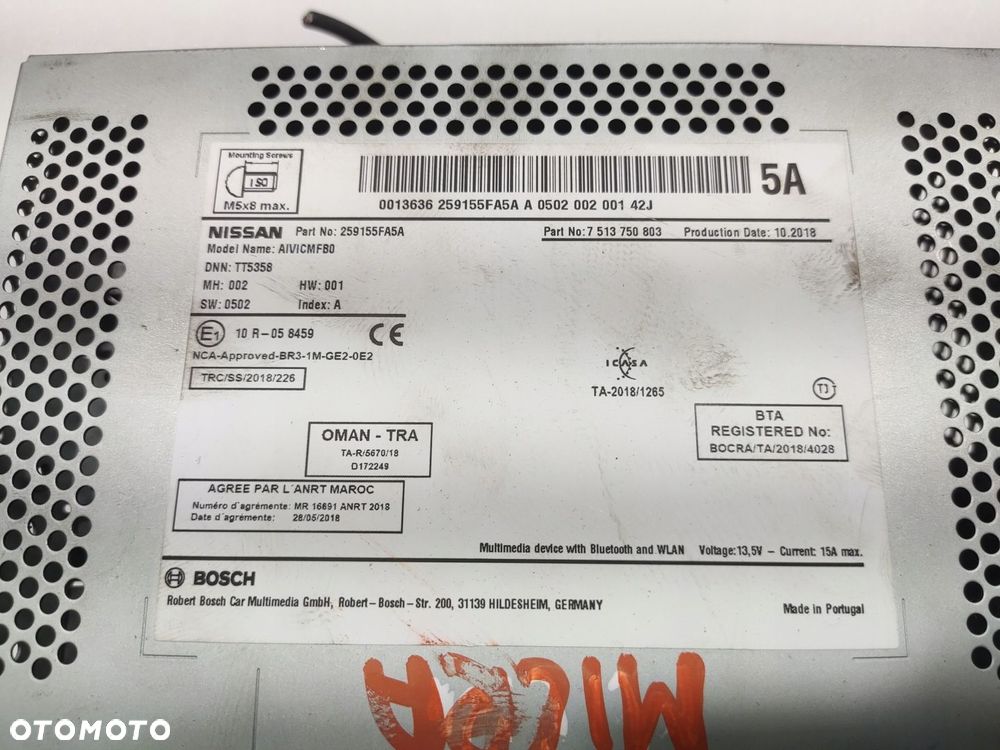 Mounting Screws
ISO
M5x8 max.
5A
0013636 259155FA5A A 0502 002 001 42J
NISSAN Part No: 259155FA5A
Part No: 7 513 750 803 Production Date: 10.2018
Model Name: AIVICMFB0
DNN: TT5358
MH: 002 HW: 001
SW: 0502 Index: A
E1 10 R-05 8459 CE
NCA-Approved-BR3-1M-GE2-0E2
TRC/SS/2018/226
ICASA
TA-2018/1265
TJ
BTA
REGISTERED No:
BOCRA/TA/2018/4028
OMAN - TRA
TA-R/5670/18
D172249
AGREE PAR L´ANRT MAROC
Numéro d´agrémente: MR 16691 ANRT 2018
Date d´agrémente: 28/05/2018
Multimedia device with Bluetooth and WLAN Voltage:13,5V - Current: 15A max.
BOSCH
Robert Bosch Car Multimedia GmbH, Robert-Bosch-Str. 200, 31139 HILDESHEIM, GERMANY
Made in Portugal
MICRA
OTOMOTO